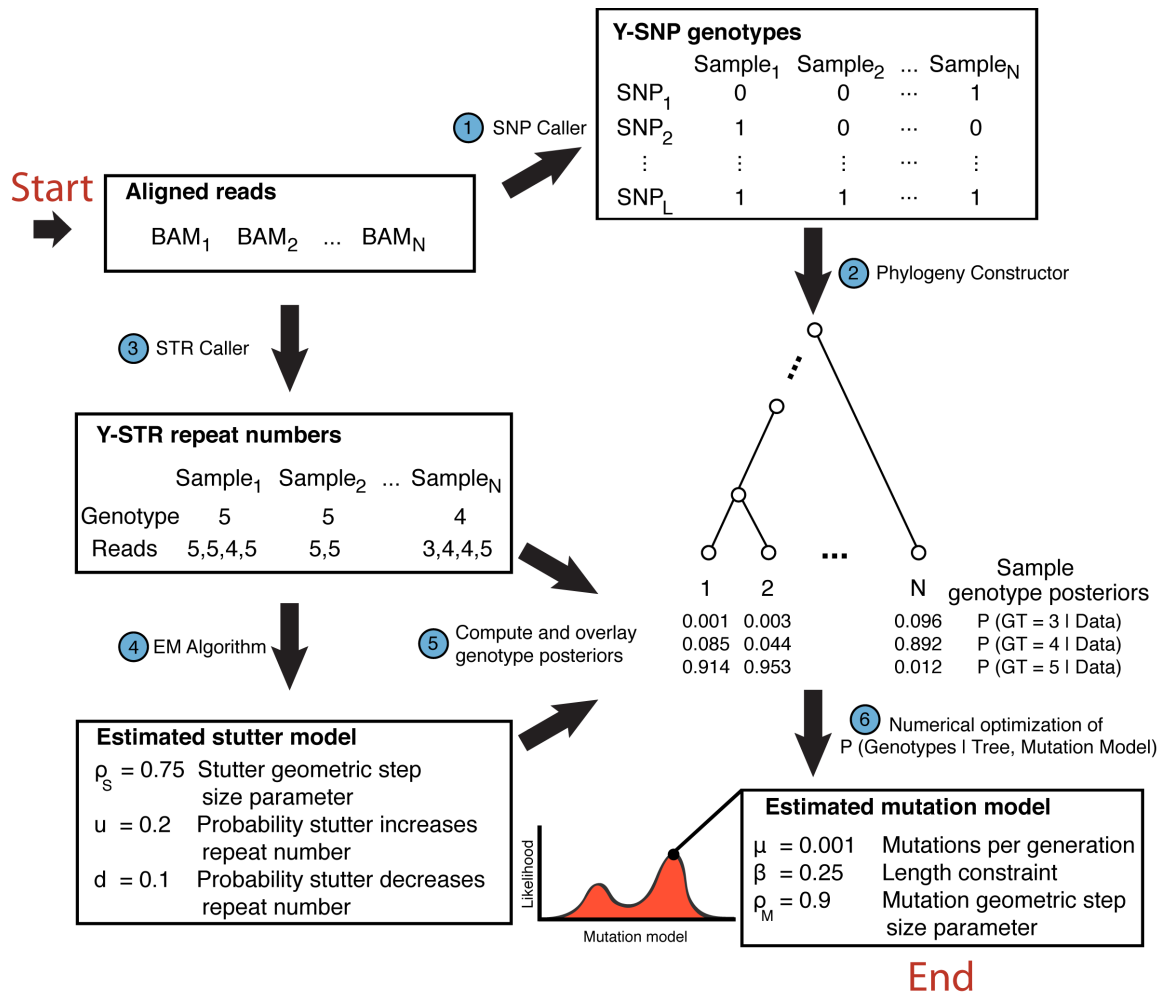 Start
Aligned reads
BAM1 BAM2 ... BAMN
1 SNP Caller
Y-SNP genotypes
Sample1 Sample2 ... SampleN
SNP1 0 0 ... 1
SNP2 1 0 ... 0
⋮ ⋮ ⋮ ... ⋮
SNPL 1 1 ... 1
2 Phylogeny Constructor
3 STR Caller
Y-STR repeat numbers
Sample1 Sample2 ... SampleN
Genotype 5 5 4
Reads 5,5,4,5 5,5 3,4,4,5
4 EM Algorithm
5 Compute and overlay
genotype posteriors
...
1 2 N
Sample
genotype posteriors
0.001 0.003 0.096 P (GT = 3 | Data)
0.085 0.044 0.892 P (GT = 4 | Data)
0.914 0.953 0.012 P (GT = 5 | Data)
Estimated stutter model
ρS = 0.75 Stutter geometric step
size parameter
u = 0.2 Probability stutter increases
repeat number
d = 0.1 Probability stutter decreases
repeat number
6 Numerical optimization of
P (Genotypes | Tree, Mutation Model)
Likelihood
Mutation model
Estimated mutation model
μ = 0.001 Mutations per generation
β = 0.25 Length constraint
ρM = 0.9 Mutation geometric step
size parameter
End